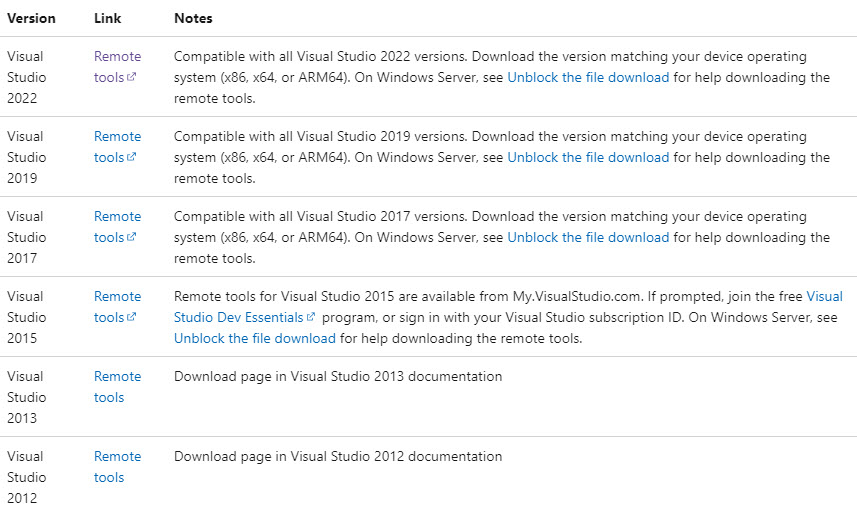 Version Link Notes
Visual Remote Compatible with all Visual Studio 2022 versions. Download the version matching your device operating
Studio tools system (x86, x64, or ARM64). On Windows Server, see Unblock the file download for help downloading the
2022 remote tools.
Visual Remote Compatible with all Visual Studio 2019 versions. Download the version matching your device operating
Studio tools system (x86, x64, or ARM64). On Windows Server, see Unblock the file download for help downloading the
2019 remote tools.
Visual Remote Compatible with all Visual Studio 2017 versions. Download the version matching your device operating
Studio tools system (x86, x64, or ARM64). On Windows Server, see Unblock the file download for help downloading the
2017 remote tools.
Visual Remote Remote tools for Visual Studio 2015 are available from My.VisualStudio.com. If prompted, join the free Visual
Studio tools Studio Dev Essentials program, or sign in with your Visual Studio subscription ID. On Windows Server, see
2015 Unblock the file download for help downloading the remote tools.
Visual Remote Download page in Visual Studio 2013 documentation
Studio tools
2013
Visual Remote Download page in Visual Studio 2012 documentation
Studio tools
2012